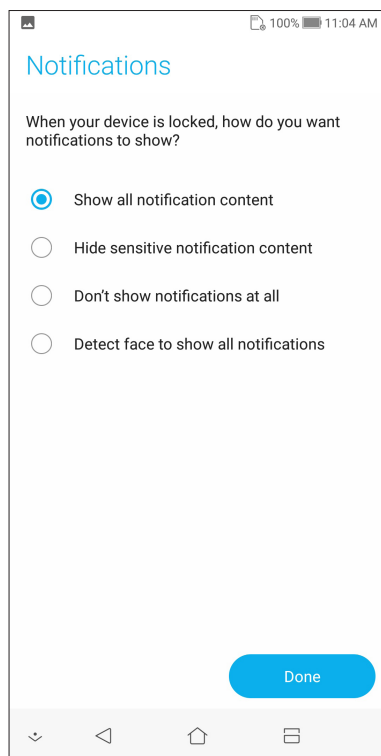 100% 11:04 AM
Notifications
When your device is locked, how do you want
notifications to show?
Show all notification content
Hide sensitive notification content
Don’t show notifications at all
Detect face to show all notifications
Done